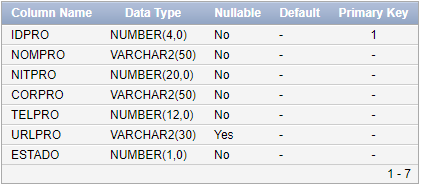 Column Name Data Type Nullable Default Primary Key
IDPRO NUMBER(4,0) No - 1
NOMPRO VARCHAR2(50) No - -
NITPRO NUMBER(20,0) No - -
CORPRO VARCHAR2(50) No - -
TELPRO NUMBER(12,0) No - -
URLPRO VARCHAR2(30) Yes - -
ESTADO NUMBER(1,0) No - -
1 - 7